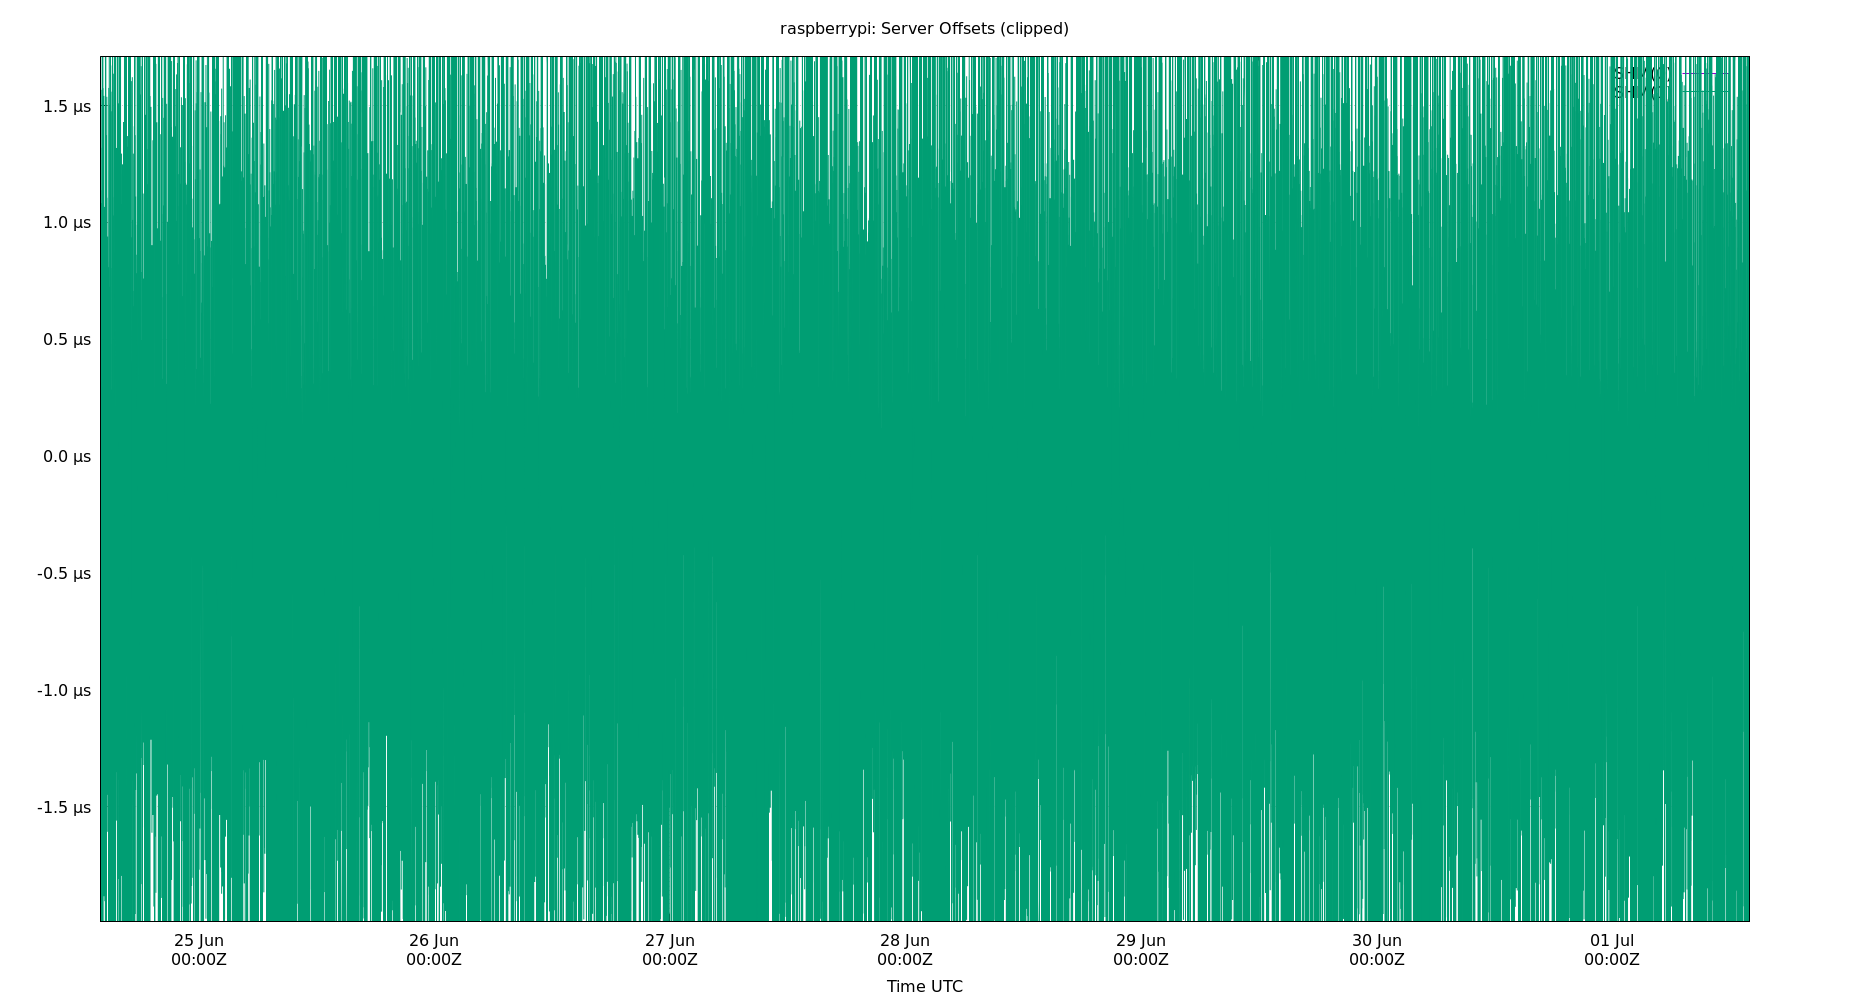 raspberrypi: Server Offsets (clipped)
1.5 µs
1.0 µs
0.5 µs
0.0 µs
-0.5 µs
-1.0 µs
-1.5 µs
25 Jun
00:00Z
26 Jun
00:00Z
27 Jun
00:00Z
28 Jun
00:00Z
29 Jun
00:00Z
30 Jun
00:00Z
01 Jul
00:00Z
Time UTC